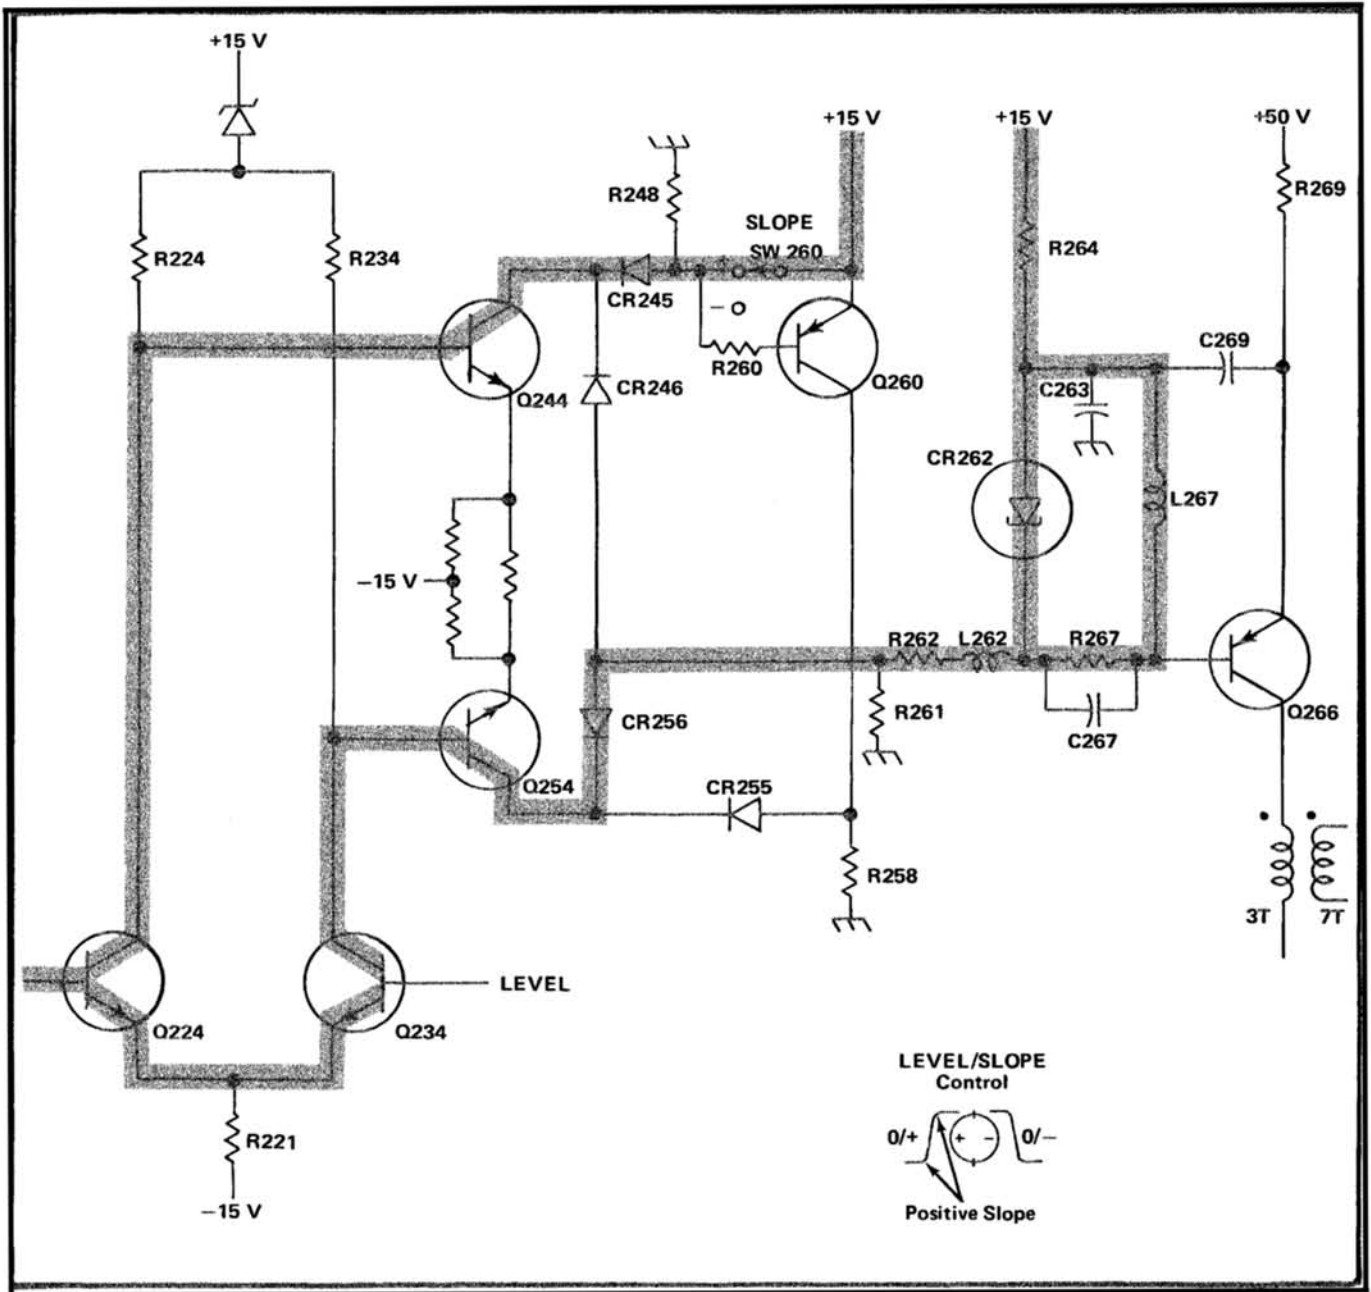 +15 V
+15 V
+15 V
+50 V
R248
R269
SLOPE
SW 260
+
R224
R234
R264
CR245
–
R260
Q260
C269
CR246
C263
Q244
CR262
L267
–15 V
R262
L262
R267
R261
CR256
C267
Q266
Q254
CR255
R258
3T
7T
LEVEL
Q224
Q234
LEVEL/SLOPE
Control
0/+
+
–
0/–
R221
–15 V
Positive Slope